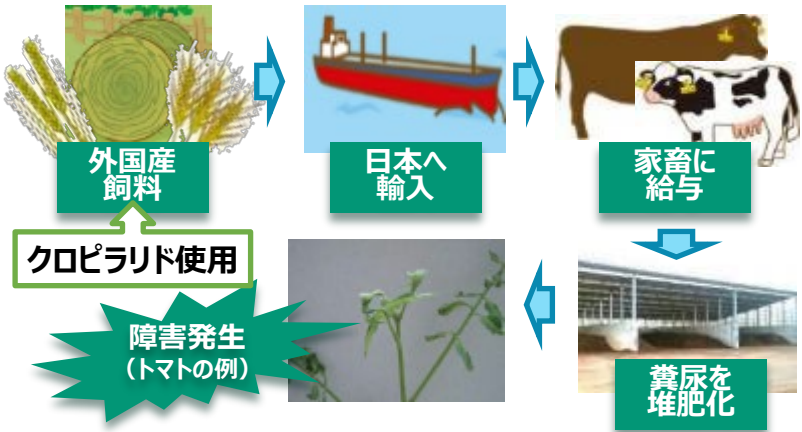 外国産
飼料
日本へ
輸入
家畜に
給与
クロピラリド使用
障害発生
（トマトの例）
糞尿を
堆肥化